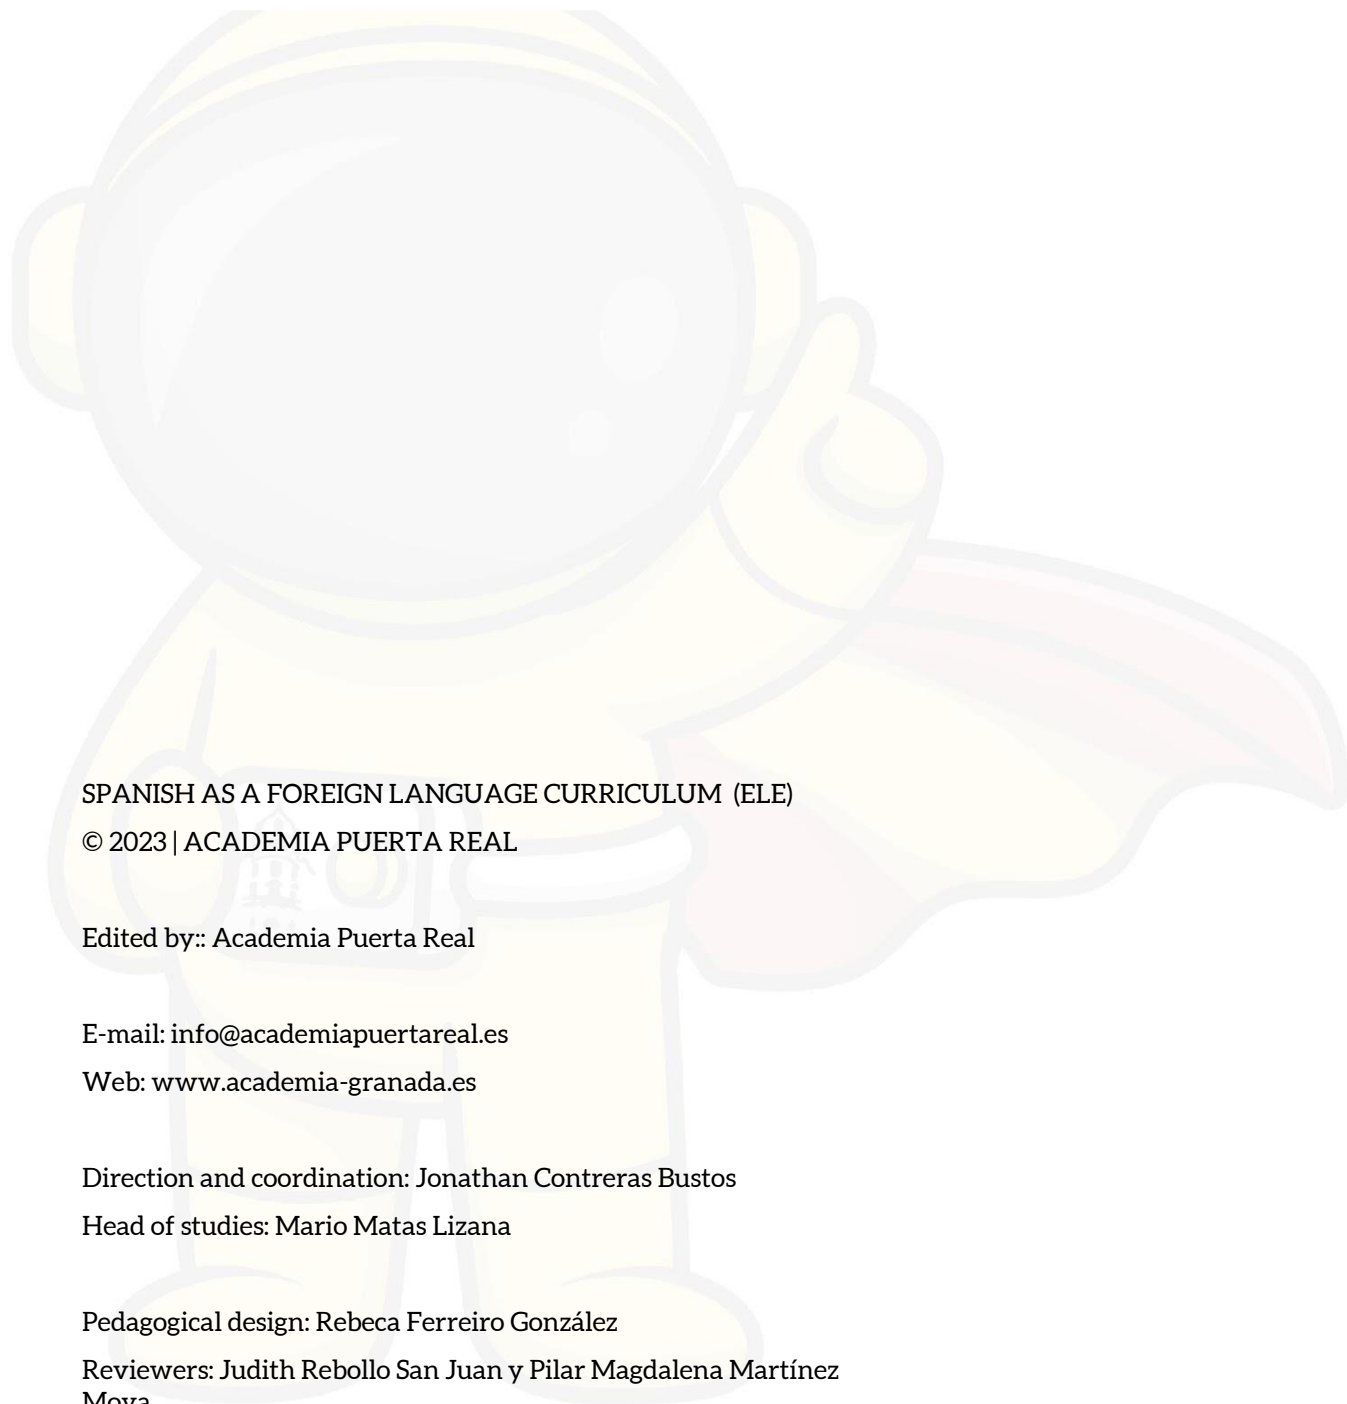 SPANISH AS A FOREIGN LANGUAGE CURRICULUM (ELE)
© 2023 | ACADEMIA PUERTA REAL
Edited by:: Academia Puerta Real
E-mail: info@academiapuertareal.es
Web: www.academia-granada.es
Direction and coordination: Jonathan Contreras Bustos
Head of studies: Mario Matas Lizana
Pedagogical design: Rebeca Ferreiro González
Reviewers: Judith Rebollo San Juan y Pilar Magdalena Martínez
Moya